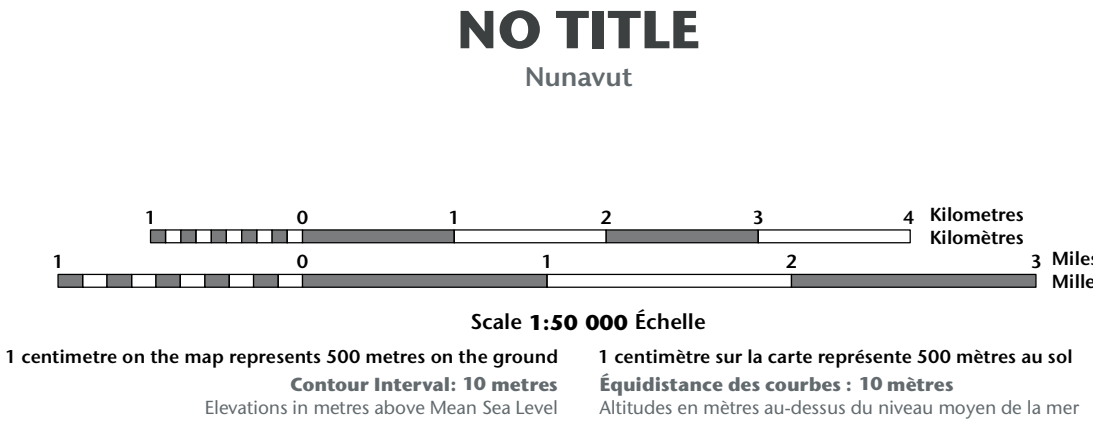 NO TITLE
Nunavut
1 0 1 2 3 4 Kilometres
Kilomètres
1 0 1 2 3 Miles
Mille
Scale 1:50 000 Échelle
1 centimetre on the map represents 500 metres on the ground
1 centimètre sur la carte représente 500 mètres au sol
Contour Interval: 10 metres
Équidistance des courbes : 10 mètres
Elevations in metres above Mean Sea Level
Altitudes en mètres au-dessus du niveau moyen de la mer